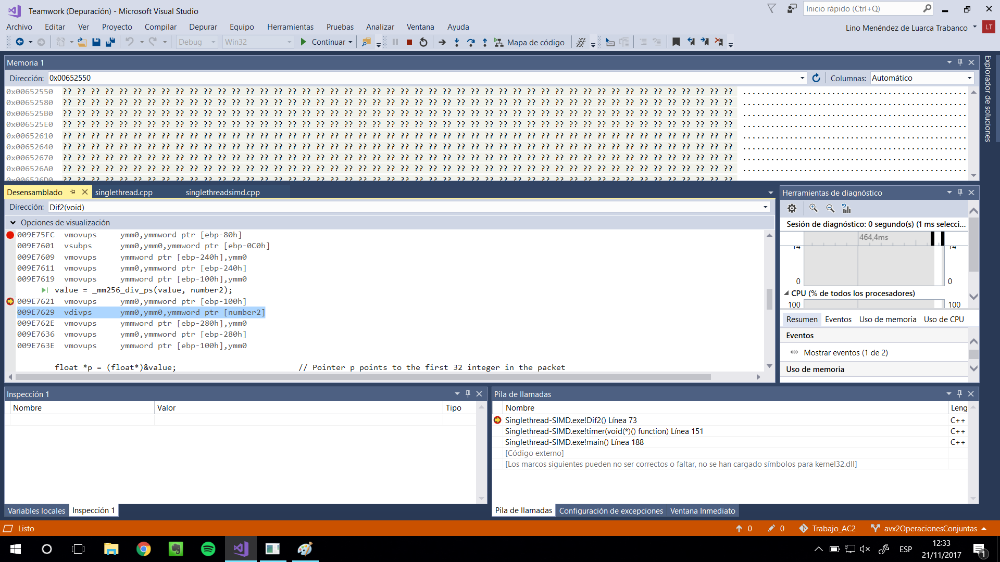 Teamwork (Depuración) - Microsoft Visual Studio
Inicio rápido (Ctrl+Q)
Archivo Editar Ver Proyecto Compilar Depurar Equipo Herramientas Pruebas Analizar Ventana Ayuda
Lino Menéndez de Luarca Trabanco LT
Debug Win32 Continuar Mapa de código
Explorador de soluciones
Memoria 1
Dirección: 0x00652550 Columnas: Automático
0x00652550 ?? ?? ?? ?? ?? ?? ?? ?? ?? ?? ?? ?? ?? ?? ?? ?? ?? ?? ?? ?? ?? ?? ?? ?? ?? ?? ?? ?? ?? ?? ?? ?? ?? ?? ?? ?? ?? ?? ?? ?? ?? ?? ?? ?? ?? ?? ?? ?? ................................................
0x00652580 ?? ?? ?? ?? ?? ?? ?? ?? ?? ?? ?? ?? ?? ?? ?? ?? ?? ?? ?? ?? ?? ?? ?? ?? ?? ?? ?? ?? ?? ?? ?? ?? ?? ?? ?? ?? ?? ?? ?? ?? ?? ?? ?? ?? ?? ?? ?? ?? ................................................
0x006525B0 ?? ?? ?? ?? ?? ?? ?? ?? ?? ?? ?? ?? ?? ?? ?? ?? ?? ?? ?? ?? ?? ?? ?? ?? ?? ?? ?? ?? ?? ?? ?? ?? ?? ?? ?? ?? ?? ?? ?? ?? ?? ?? ?? ?? ?? ?? ?? ?? ................................................
0x006525E0 ?? ?? ?? ?? ?? ?? ?? ?? ?? ?? ?? ?? ?? ?? ?? ?? ?? ?? ?? ?? ?? ?? ?? ?? ?? ?? ?? ?? ?? ?? ?? ?? ?? ?? ?? ?? ?? ?? ?? ?? ?? ?? ?? ?? ?? ?? ?? ?? ................................................
0x00652610 ?? ?? ?? ?? ?? ?? ?? ?? ?? ?? ?? ?? ?? ?? ?? ?? ?? ?? ?? ?? ?? ?? ?? ?? ?? ?? ?? ?? ?? ?? ?? ?? ?? ?? ?? ?? ?? ?? ?? ?? ?? ?? ?? ?? ?? ?? ?? ?? ................................................
0x00652640 ?? ?? ?? ?? ?? ?? ?? ?? ?? ?? ?? ?? ?? ?? ?? ?? ?? ?? ?? ?? ?? ?? ?? ?? ?? ?? ?? ?? ?? ?? ?? ?? ?? ?? ?? ?? ?? ?? ?? ?? ?? ?? ?? ?? ?? ?? ?? ?? ................................................
0x00652670 ?? ?? ?? ?? ?? ?? ?? ?? ?? ?? ?? ?? ?? ?? ?? ?? ?? ?? ?? ?? ?? ?? ?? ?? ?? ?? ?? ?? ?? ?? ?? ?? ?? ?? ?? ?? ?? ?? ?? ?? ?? ?? ?? ?? ?? ?? ?? ?? ................................................
0x006526A0 ?? ?? ?? ?? ?? ?? ?? ?? ?? ?? ?? ?? ?? ?? ?? ?? ?? ?? ?? ?? ?? ?? ?? ?? ?? ?? ?? ?? ?? ?? ?? ?? ?? ?? ?? ?? ?? ?? ?? ?? ?? ?? ?? ?? ?? ?? ?? ?? ................................................
0x006526D0 ?? ?? ?? ?? ?? ?? ?? ?? ?? ?? ?? ?? ?? ?? ?? ?? ?? ?? ?? ?? ?? ?? ?? ?? ?? ?? ?? ?? ?? ?? ?? ?? ?? ?? ?? ?? ?? ?? ?? ?? ?? ?? ?? ?? ?? ?? ?? ??
Desensamblado singlethread.cpp singlethreadsimd.cpp
Dirección: Dif2(void)
Opciones de visualización
009E75FC vmovups ymm0,ymmword ptr [ebp-80h]
009E7601 vsubps ymm0,ymm0,ymmword ptr [ebp-0C0h]
009E7609 vmovups ymmword ptr [ebp-240h],ymm0
009E7611 vmovups ymm0,ymmword ptr [ebp-240h]
009E7619 vmovups ymmword ptr [ebp-100h],ymm0
value = _mm256_div_ps(value, number2);
009E7621 vmovups ymm0,ymmword ptr [ebp-100h]
009E7629 vdivps ymm0,ymm0,ymmword ptr [number2]
009E762E vmovups ymmword ptr [ebp-280h],ymm0
009E7636 vmovups ymm0,ymmword ptr [ebp-280h]
009E763E vmovups ymmword ptr [ebp-100h],ymm0
float *p = (float*)&value; // Pointer p points to the first 32 integer in the packet
Herramientas de diagnóstico
Sesión de diagnóstico: 0 segundo(s) (1 ms selecci...
464,4ms
14 14
0 0
CPU (% de todos los procesadores)
100 100
Resumen Eventos Uso de memoria Uso de CPU
Eventos
Mostrar eventos (1 de 2)
Uso de memoria
Inspección 1
Nombre Valor Tipo
Variables locales Inspección 1
Pila de llamadas
Nombre Leng
Singlethread-SIMD.exe!Dif2() Línea 73 C++
Singlethread-SIMD.exe!timer(void(*)() function) Línea 151 C++
Singlethread-SIMD.exe!main() Línea 188 C++
[Código externo]
[Los marcos siguientes pueden no ser correctos o faltar, no se han cargado símbolos para kernel32.dll]
Pila de llamadas Configuración de excepciones Ventana Inmediato
Listo 0 0 Trabajo_AC2 avx2OperacionesConjuntas
ESP 12:33
21/11/2017 1